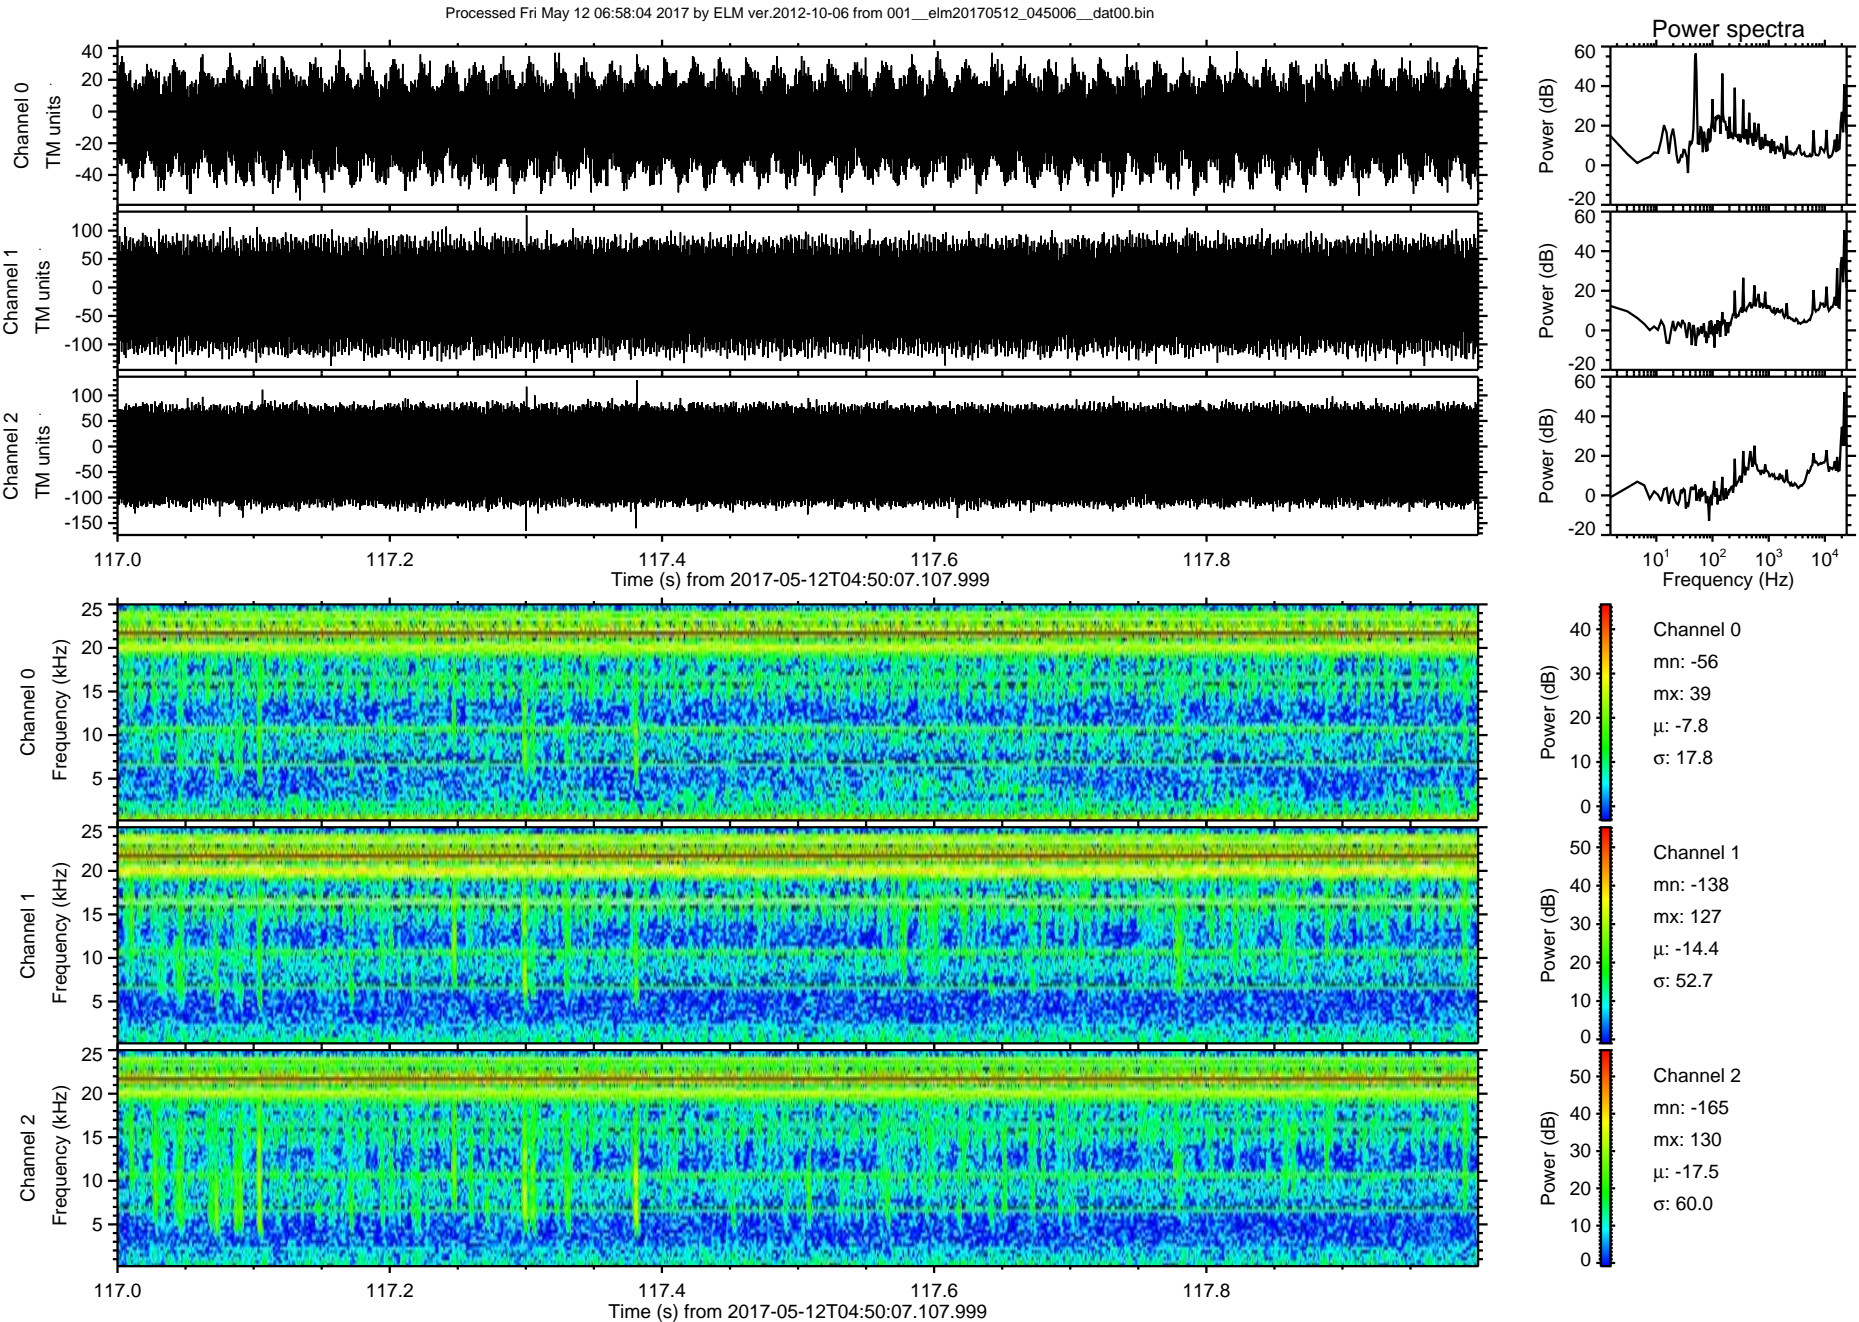 Processed Fri May 12 06:58:04 2017 by ELM ver.2012-10-06 from 001__elm20170512_045006__dat00.bin
Power spectra
Channel 0
TM units
40
20
0
-20
-40
Power (dB)
60
40
20
0
-20
Channel 1
TM units
100
50
0
-50
-100
Power (dB)
60
40
20
0
-20
Channel 2
TM units
100
50
0
-50
-100
-150
Power (dB)
60
40
20
0
-20
117.0 117.2 117.4 117.6 117.8
Time (s) from 2017-05-12T04:50:07.107.999
10¹ 10² 10³ 10⁴
Frequency (Hz)
Channel 0
Frequency (kHz)
25
20
15
10
5
Power (dB)
40
30
20
10
0
Channel 0
mn: -56
mx: 39
µ: -7.8
σ: 17.8
Channel 1
Frequency (kHz)
25
20
15
10
5
Power (dB)
50
40
30
20
10
0
Channel 1
mn: -138
mx: 127
µ: -14.4
σ: 52.7
Channel 2
Frequency (kHz)
25
20
15
10
5
Power (dB)
50
40
30
20
10
0
Channel 2
mn: -165
mx: 130
µ: -17.5
σ: 60.0
117.0 117.2 117.4 117.6 117.8
Time (s) from 2017-05-12T04:50:07.107.999